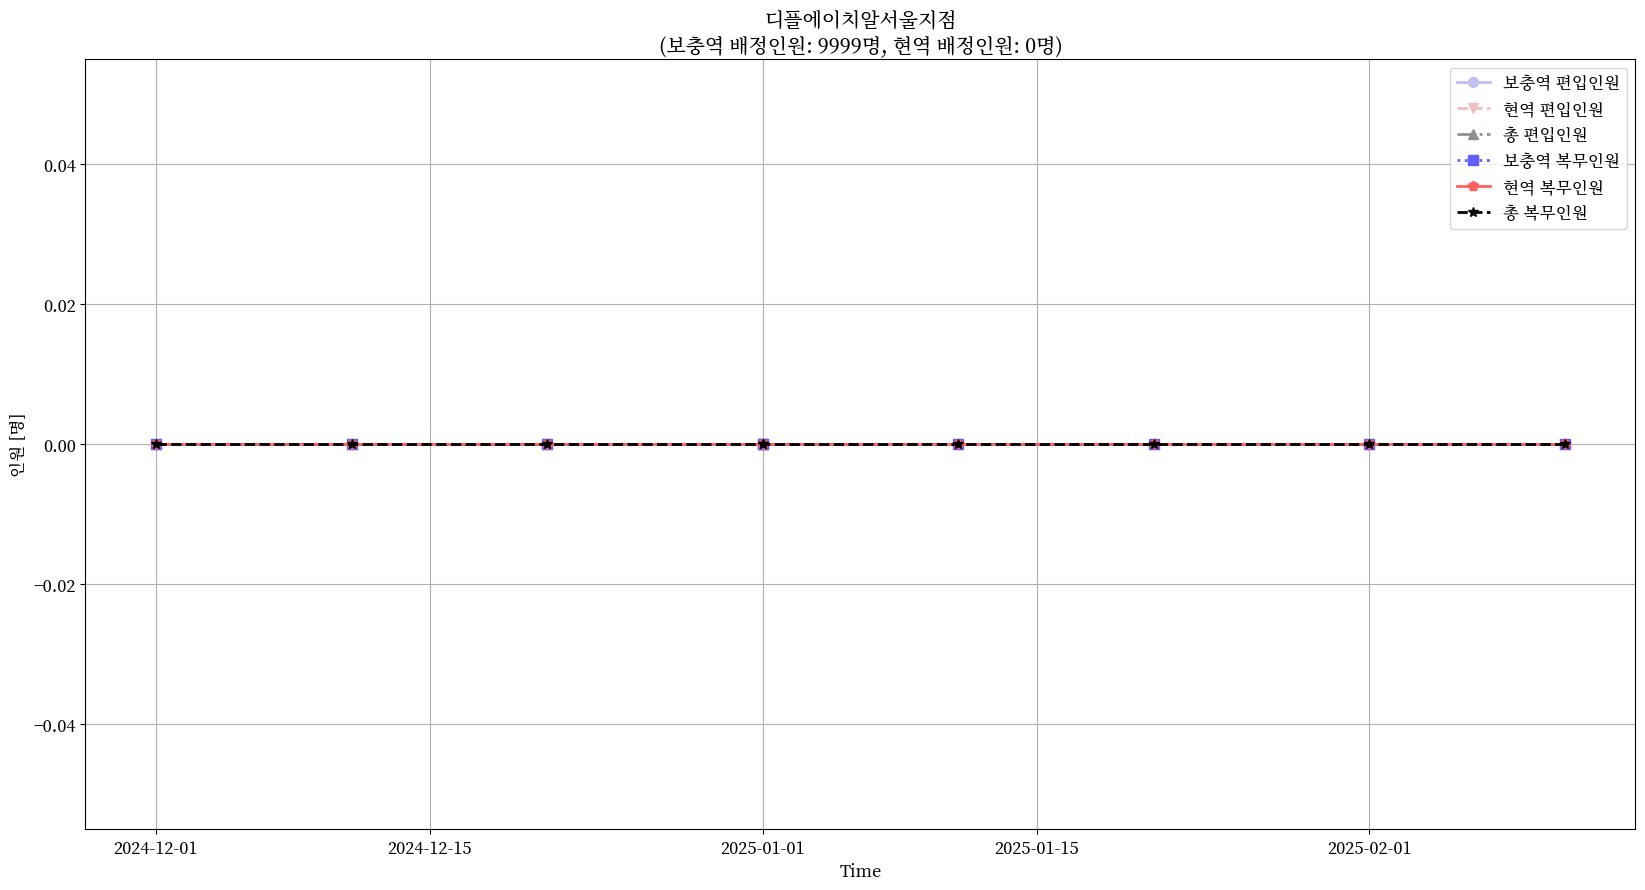 디플에이치알서울지점
(보충역 배정인원: 9999명, 현역 배정인원: 0명)
보충역 편입인원
현역 편입인원
총 편입인원
보충역 복무인원
현역 복무인원
총 복무인원
인원 [명]
0.04
0.02
0.00
−0.02
−0.04
2024-12-01
2024-12-15
2025-01-01
2025-01-15
2025-02-01
Time